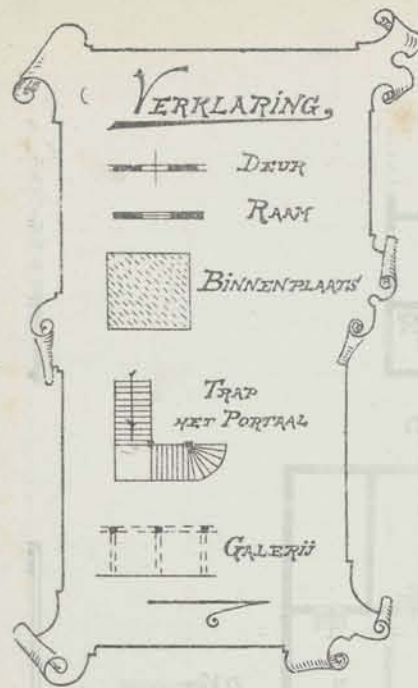 VERKLARING,
DEUR
RAAM
BINNENPLAATS
TRAP
MET PORTAAL
GALERIJ